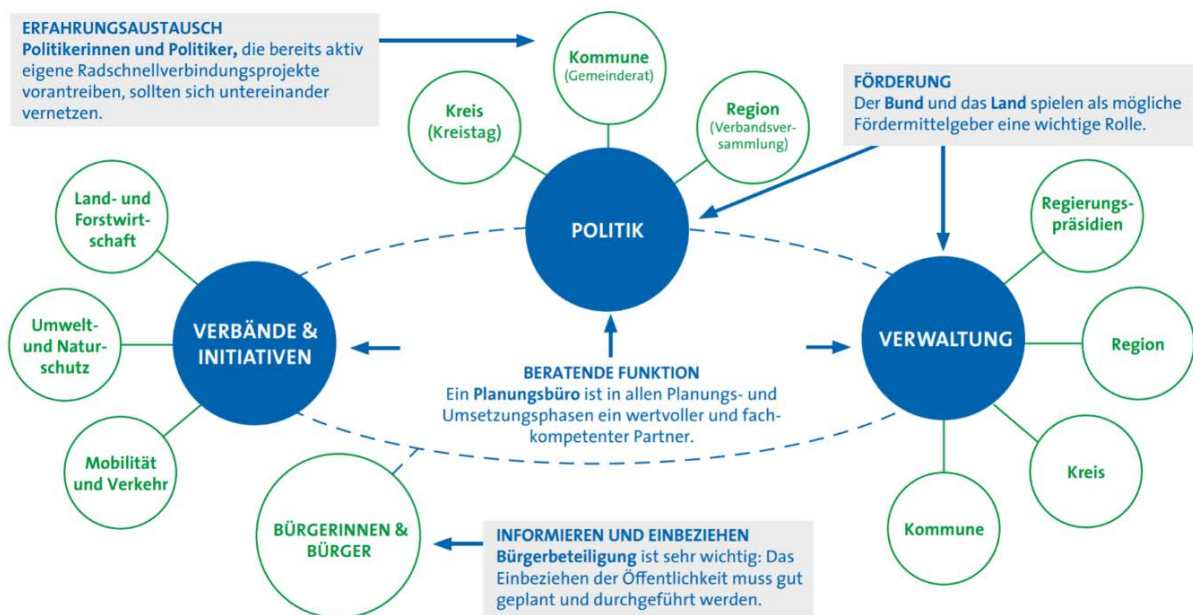 ERFAHRUNGSAUSTAUSCH
Politikerinnen und Politiker, die bereits aktiv
eigene Radschnellverbindungsprojekte
vorantreiben, sollten sich untereinander
vernetzen.
Kommune
(Gemeinderat)
Kreis
(Kreistag)
Region
(Verbandsver-
sammlung)
FÖRDERUNG
Der Bund und das Land spielen als mögliche
Fördermittelgeber eine wichtige Rolle.
POLITIK
Land- und
Forstwirt-
schaft
Umwelt-
und Natur-
schutz
Mobilität
und Verkehr
VERBÄNDE &
INITIATIVEN
BERATENDE FUNKTION
Ein Planungsbüro ist in allen Planungs- und
Umsetzungsphasen ein wertvoller und fach-
kompetenter Partner.
VERWALTUNG
Regierungs-
präsidien
Region
Kreis
Kommune
BÜRGERINNEN &
BÜRGER
INFORMIEREN UND EINBEZIEHEN
Bürgerbeteiligung ist sehr wichtig: Das
Einbeziehen der Öffentlichkeit muss gut
geplant und durchgeführt werden.